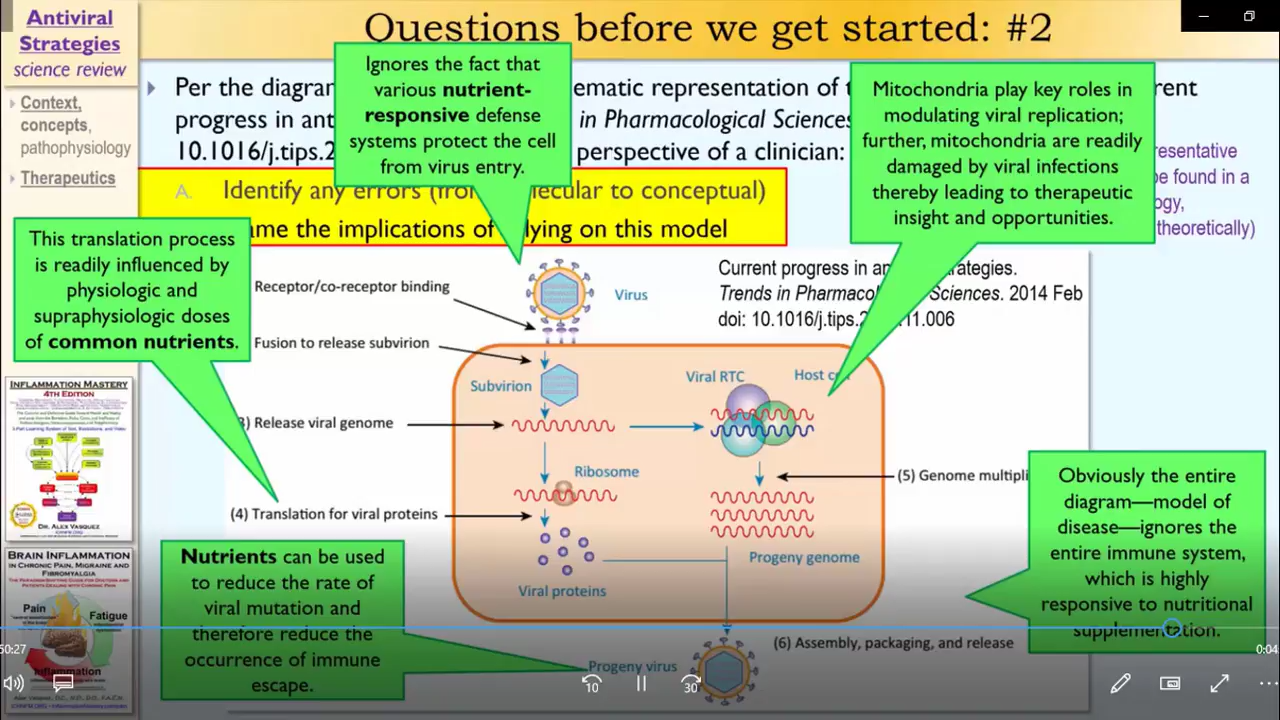 Antiviral
Strategies
science review
Context,
concepts,
pathophysiology
Therapeutics
Questions before we get started: #2
Per the diagram
ematic representation of
rent
progress in
in Pharmacological Sciences
10.1016/j.tips.2
perspective of a clinician:
resentative
be found in a
ogy,
theoretically)
A. Identify any errors (from
lecular to conceptual)
ame the implications of
lying on this model
Ignores the fact that
various nutrient-
responsive defense
systems protect the cell
from virus entry.
Mitochondria play key roles in
modulating viral replication;
further, mitochondria are readily
damaged by viral infections
thereby leading to therapeutic
insight and opportunities.
This translation process
is readily influenced by
physiologic and
supraphysiologic doses
of common nutrients.
Current progress in
strategies.
Trends in
Sciences. 2014 Feb
doi: 10.1016/j.tips.
11.006
Receptor/co-receptor binding
Virus
Fusion to release subvirion
Subvirion
Viral RTC
Host
3) Release viral genome
Ribosome
(4) Translation for viral proteins
(5) Genome multipli
Progeny genome
Viral proteins
(6) Assembly, packaging, and release
Progeny virus
Obviously the entire
diagram—model of
disease—ignores the
entire immune system,
which is highly
responsive to nutritional
supplementation.
Nutrients can be used
to reduce the rate of
viral mutation and
therefore reduce the
occurrence of immune
escape.
INFLAMMATION MASTERY
4TH EDITION
DR. ALEX VASQUEZ
BRAIN INFLAMMATION
IN CHRONIC PAIN, MIGRAINE AND
FIBROMYALGIA
Pain
Fatigue
Inflammation
50:27
0:04
10
30